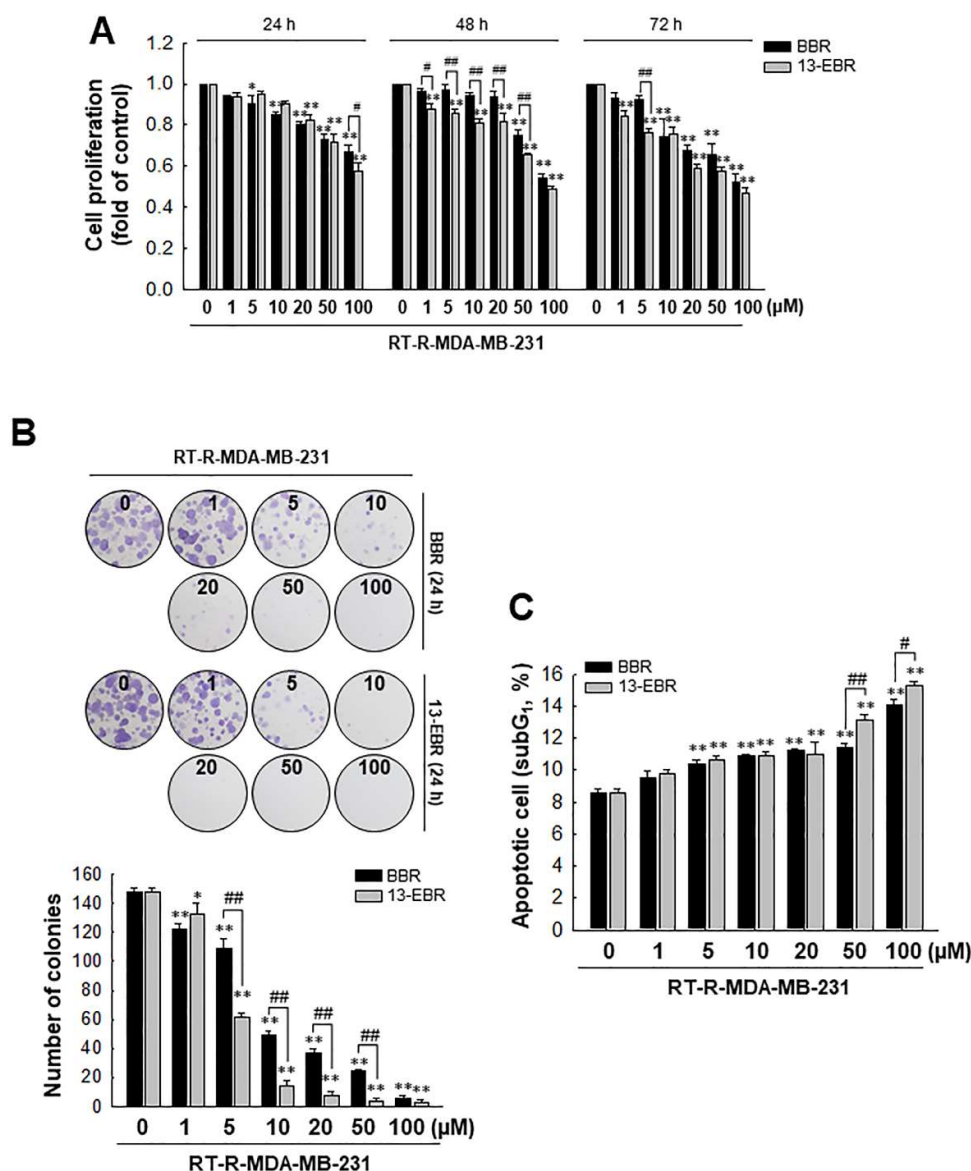 A
24 h 48 h 72 h
BBR
13-EBR
Cell proliferation
(fold of control)
1.2
1.0
0.8
0.6
0.4
0.2
0.0
* ** ** ** ** ** ** ** #
# ## ## ## ## ** ** ** ** ** ** ** **
## ** ** ** ** ** ** ** ** ** ** **
0 1 5 10 20 50 100 0 1 5 10 20 50 100 0 1 5 10 20 50 100 (µM)
RT-R-MDA-MB-231
B
RT-R-MDA-MB-231
0 1 5 10
20 50 100
BBR (24 h)
0 1 5 10
20 50 100
13-EBR (24 h)
BBR
13-EBR
Number of colonies
160
140
120
100
80
60
40
20
0
** * ** ## ** ** ## ** ** ## ** ** ## ** ** **
0 1 5 10 20 50 100 (µM)
RT-R-MDA-MB-231
C
BBR
13-EBR
Apoptotic cell (subG₁, %)
16
14
12
10
8
6
4
2
0
** ** ** ** ** ** ** ## ** ** # **
0 1 5 10 20 50 100 (µM)
RT-R-MDA-MB-231